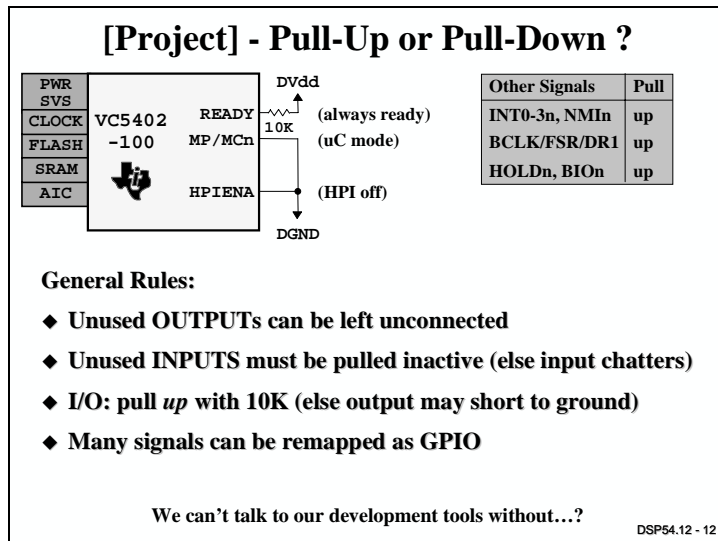 [Project] - Pull-Up or Pull-Down ?
PWR
SVS
CLOCK
FLASH
SRAM
AIC
VC5402
-100
READY
MP/MCn
HPIENA
DVdd
10K
(always ready)
(uC mode)
(HPI off)
DGND
Other Signals Pull
INT0-3n, NMIn up
BCLK/FSR/DR1 up
HOLDn, BIOn up
General Rules:
◆ Unused OUTPUTs can be left unconnected
◆ Unused INPUTS must be pulled inactive (else input chatters)
◆ I/O: pull up with 10K (else output may short to ground)
◆ Many signals can be remapped as GPIO
We can't talk to our development tools without…?
DSP54.12 - 12